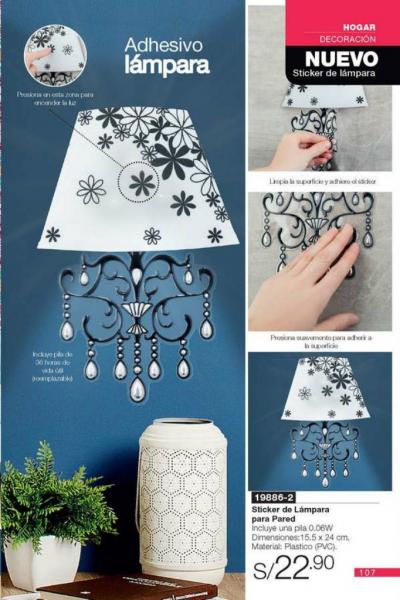 Adhesivo
lámpara
Presiona en esta zona para
encender la luz
Incluye pila de
36 horas de
vida útil
(reemplazable)
HOGAR
DECORACIÓN
NUEVO
Sticker de lámpara
Limpia la superficie y adhiere el sticker
Presiona suavemente para adherir a
la superficie
19886-2
Sticker de Lámpara
para Pared
Incluye una pila 0.06W
Dimensiones:15.5 x 24 cm.
Material: Plastico (PVC).
S/22.90
107